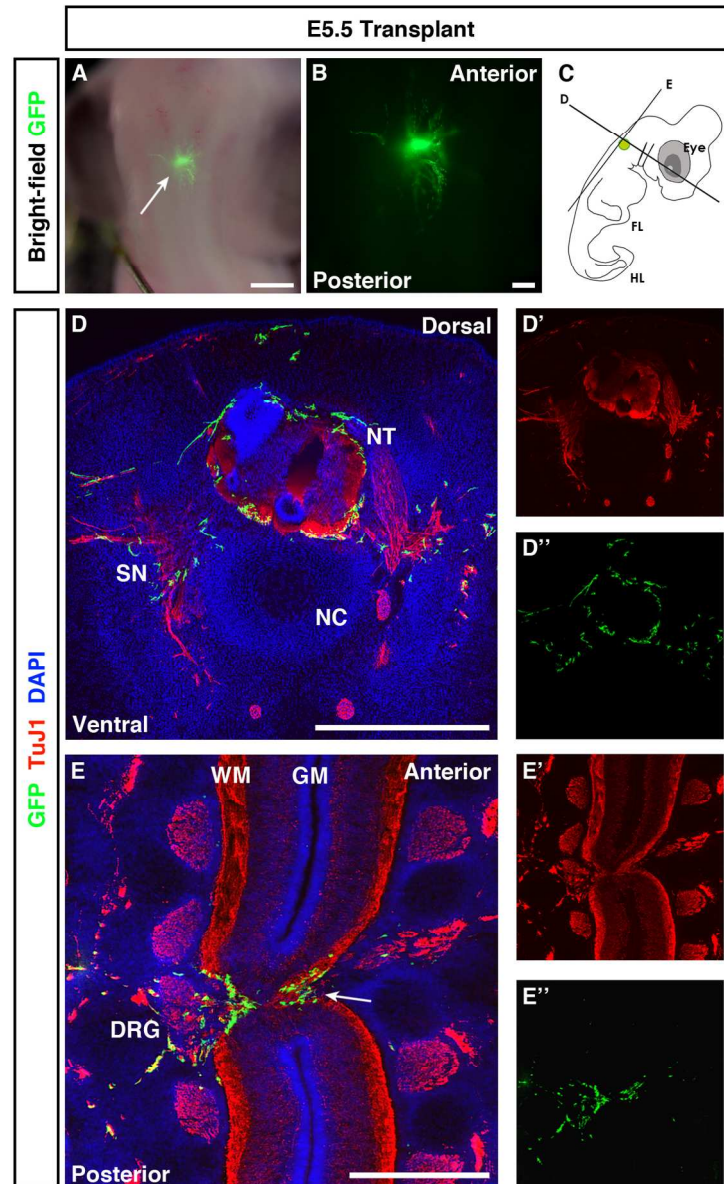 E5.5 Transplant
Bright-field GFP
A
B
Anterior
Posterior
C
D
E
Eye
FL
HL
GFP TuJ1 DAPI
D
Dorsal
NT
SN
NC
Ventral
D’
D’’
E
WM
GM
Anterior
DRG
Posterior
E’
E’’